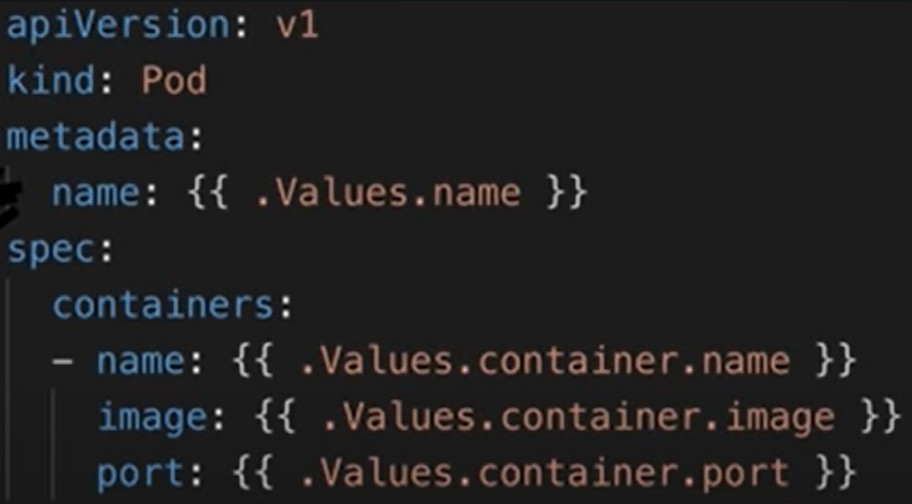 apiVersion: v1
kind: Pod
metadata:
  name: {{ .Values.name }}
spec:
  containers:
  - name: {{ .Values.container.name }}
    image: {{ .Values.container.image }}
    port: {{ .Values.container.port }}